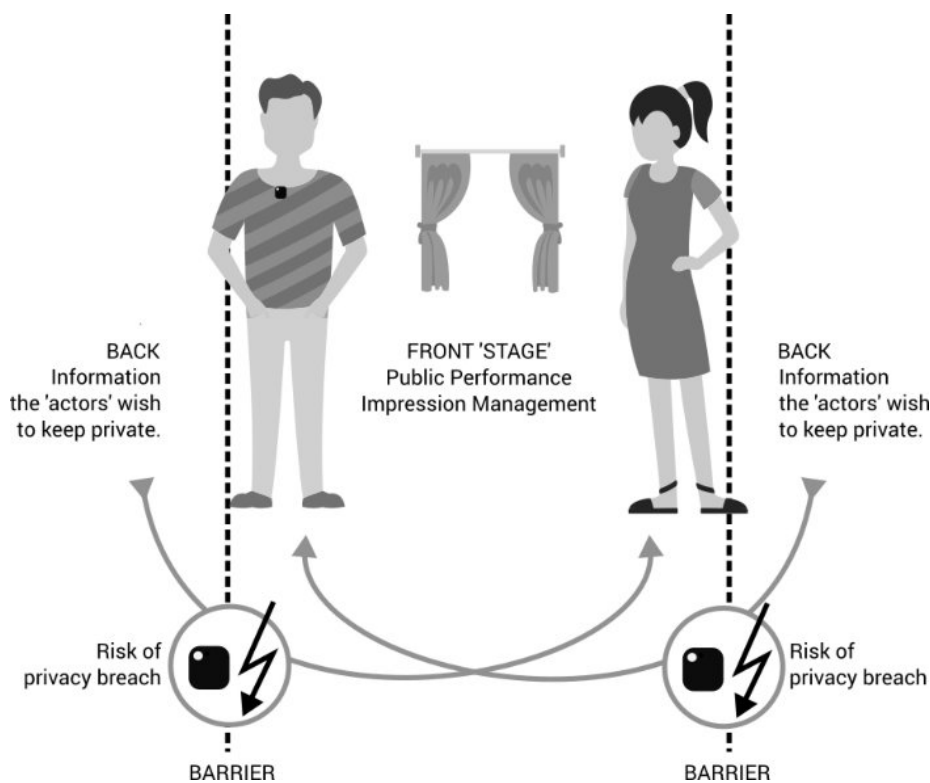 BACK
Information
the 'actors' wish
to keep private.
FRONT 'STAGE'
Public Performance
Impression Management
BACK
Information
the 'actors' wish
to keep private.
Risk of
privacy breach
Risk of
privacy breach
BARRIER
BARRIER